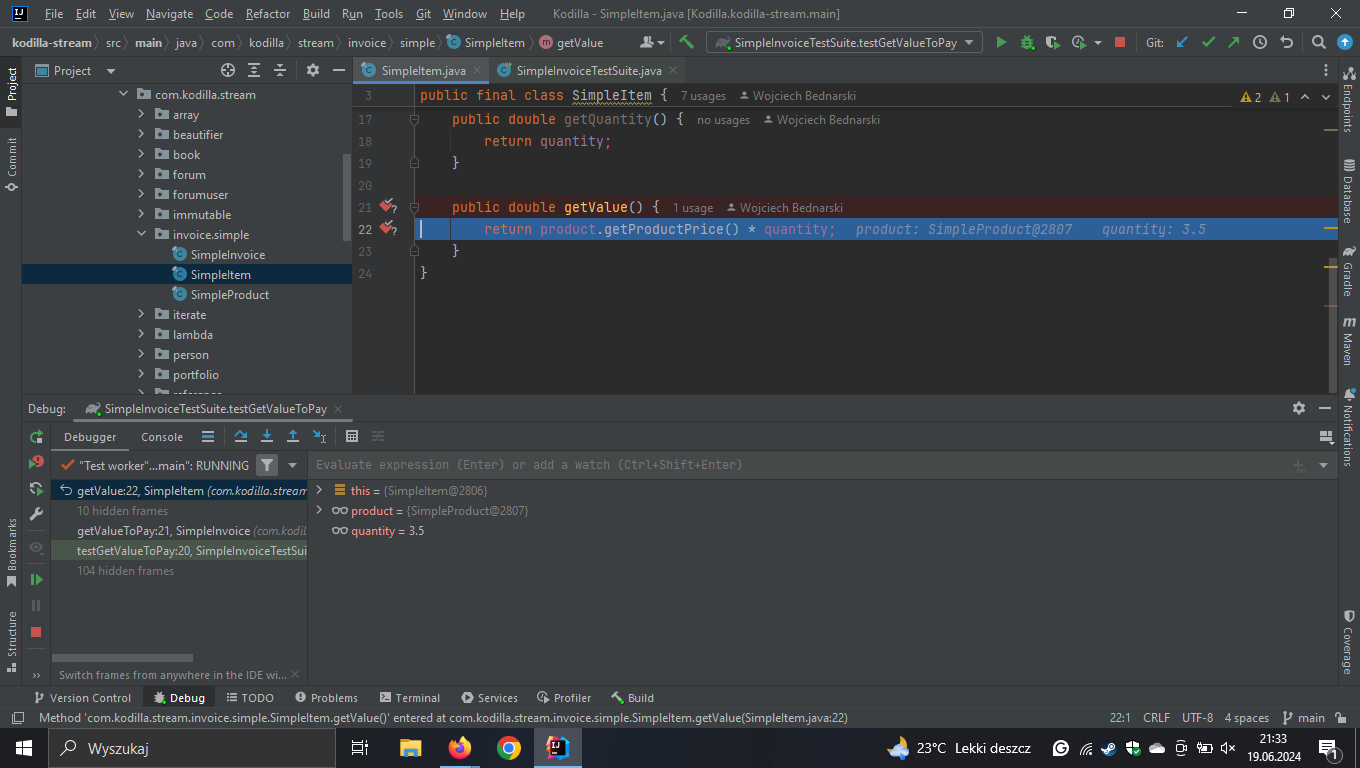 File Edit View Navigate Code Refactor Build Run Tools Git Window Help Kodilla - SimpleItem.java [Kodilla.kodilla-stream.main]
kodilla-stream src main java com kodilla stream invoice simple SimpleItem getValue SimpleInvoiceTestSuite.testGetValueToPay Git:
Project
SimpleItem.java SimpleInvoiceTestSuite.java
3 public final class SimpleItem { 7 usages Wojciech Bednarski 2 1
17 public double getQuantity() { no usages Wojciech Bednarski
18 return quantity;
19 }
20
21 public double getValue() { 1 usage Wojciech Bednarski
22 return product.getProductPrice() * quantity; product: SimpleProduct@2807 quantity: 3.5
23 }
24 }
com.kodilla.stream
array
beautifier
book
forum
forumuser
immutable
invoice.simple
SimpleInvoice
SimpleItem
SimpleProduct
iterate
lambda
person
portfolio
Project
Commit
Bookmarks
Structure
Endpoints
Database
Gradle
Maven
Notifications
Coverage
Debug: SimpleInvoiceTestSuite.testGetValueToPay
Debugger Console
"Test worker"...main": RUNNING
Evaluate expression (Enter) or add a watch (Ctrl+Shift+Enter)
getValue:22, SimpleItem (com.kodilla.stream
10 hidden frames
getValueToPay:21, SimpleInvoice (com.kodil
testGetValueToPay:20, SimpleInvoiceTestSui
104 hidden frames
this = {SimpleItem@2806}
product = {SimpleProduct@2807}
quantity = 3.5
Switch frames from anywhere in the IDE wi...
Version Control Debug TODO Problems Terminal Services Profiler Build
Method 'com.kodilla.stream.invoice.simple.SimpleItem.getValue()' entered at com.kodilla.stream.invoice.simple.SimpleItem.getValue(SimpleItem.java:22) 22:1 CRLF UTF-8 4 spaces main
Wyszukaj
23°C Lekki deszcz
21:33
19.06.2024
1